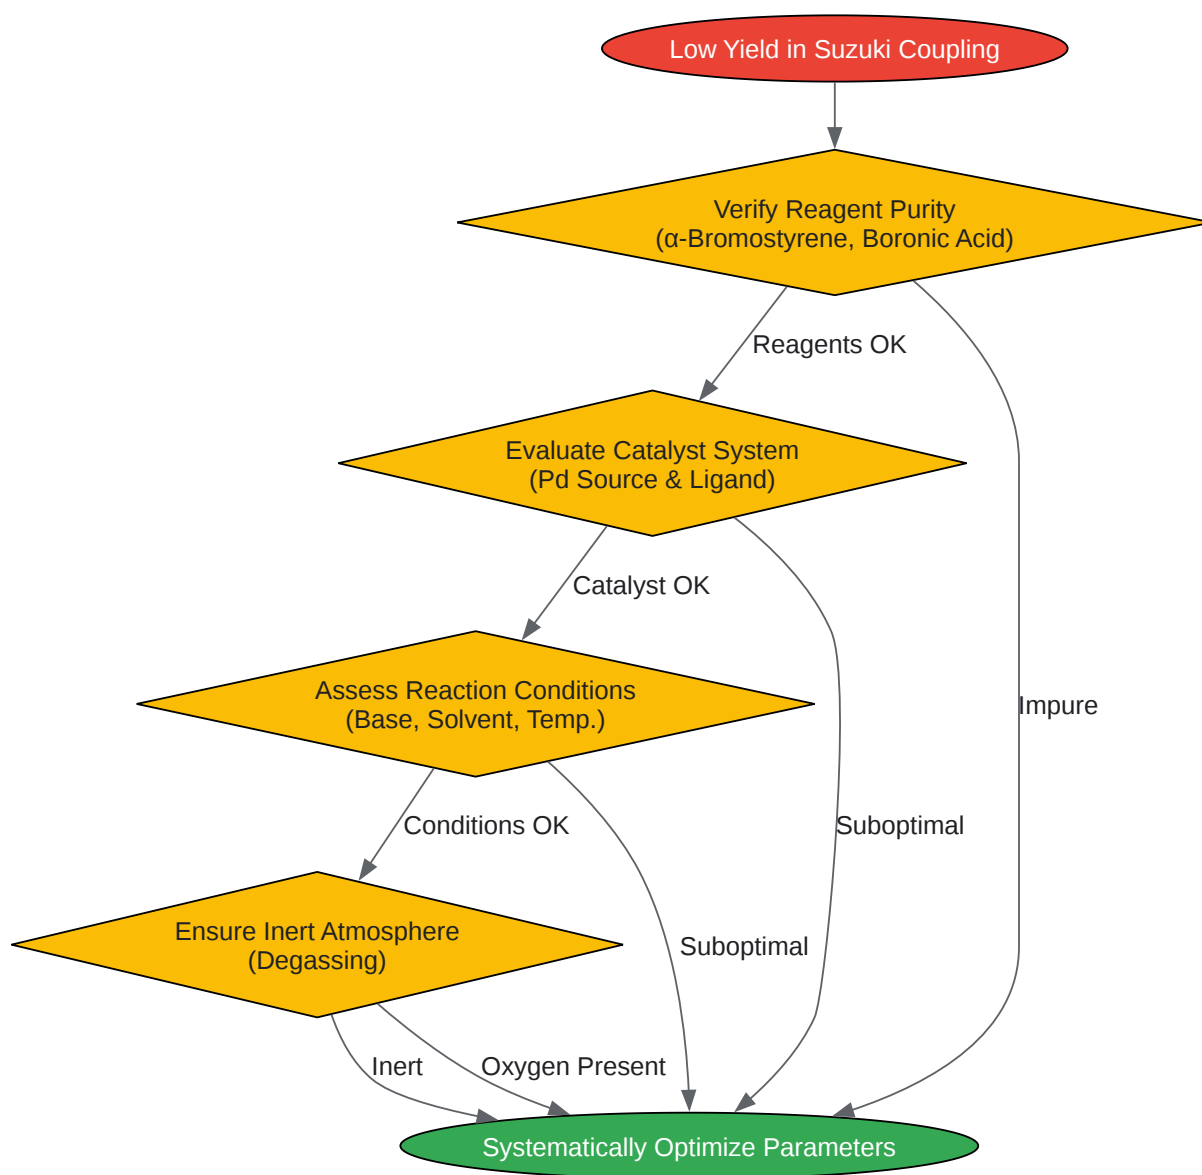 Low Yield in Suzuki Coupling
Verify Reagent Purity
(α-Bromostyrene, Boronic Acid)
Reagents OK
Evaluate Catalyst System
(Pd Source & Ligand)
Catalyst OK
Assess Reaction Conditions
(Base, Solvent, Temp.)
Impure
Conditions OK
Suboptimal
Ensure Inert Atmosphere
(Degassing)
Suboptimal
Inert
Oxygen Present
Systematically Optimize Parameters